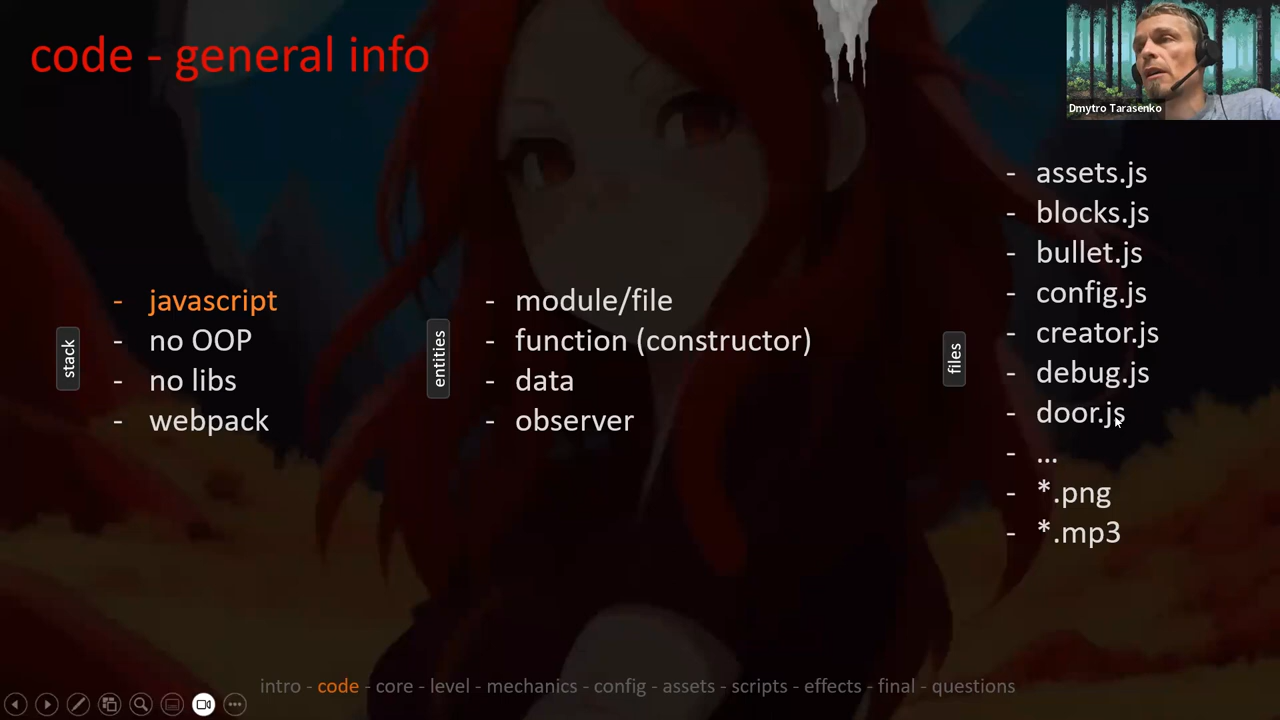 code - general info
Dmytro Tarasenko
stack
- javascript
- no OOP
- no libs
- webpack
entities
- module/file
- function (constructor)
- data
- observer
files
- assets.js
- blocks.js
- bullet.js
- config.js
- creator.js
- debug.js
- door.js
- ...
- *.png
- *.mp3
intro - code - core - level - mechanics - config - assets - scripts - effects - final - questions